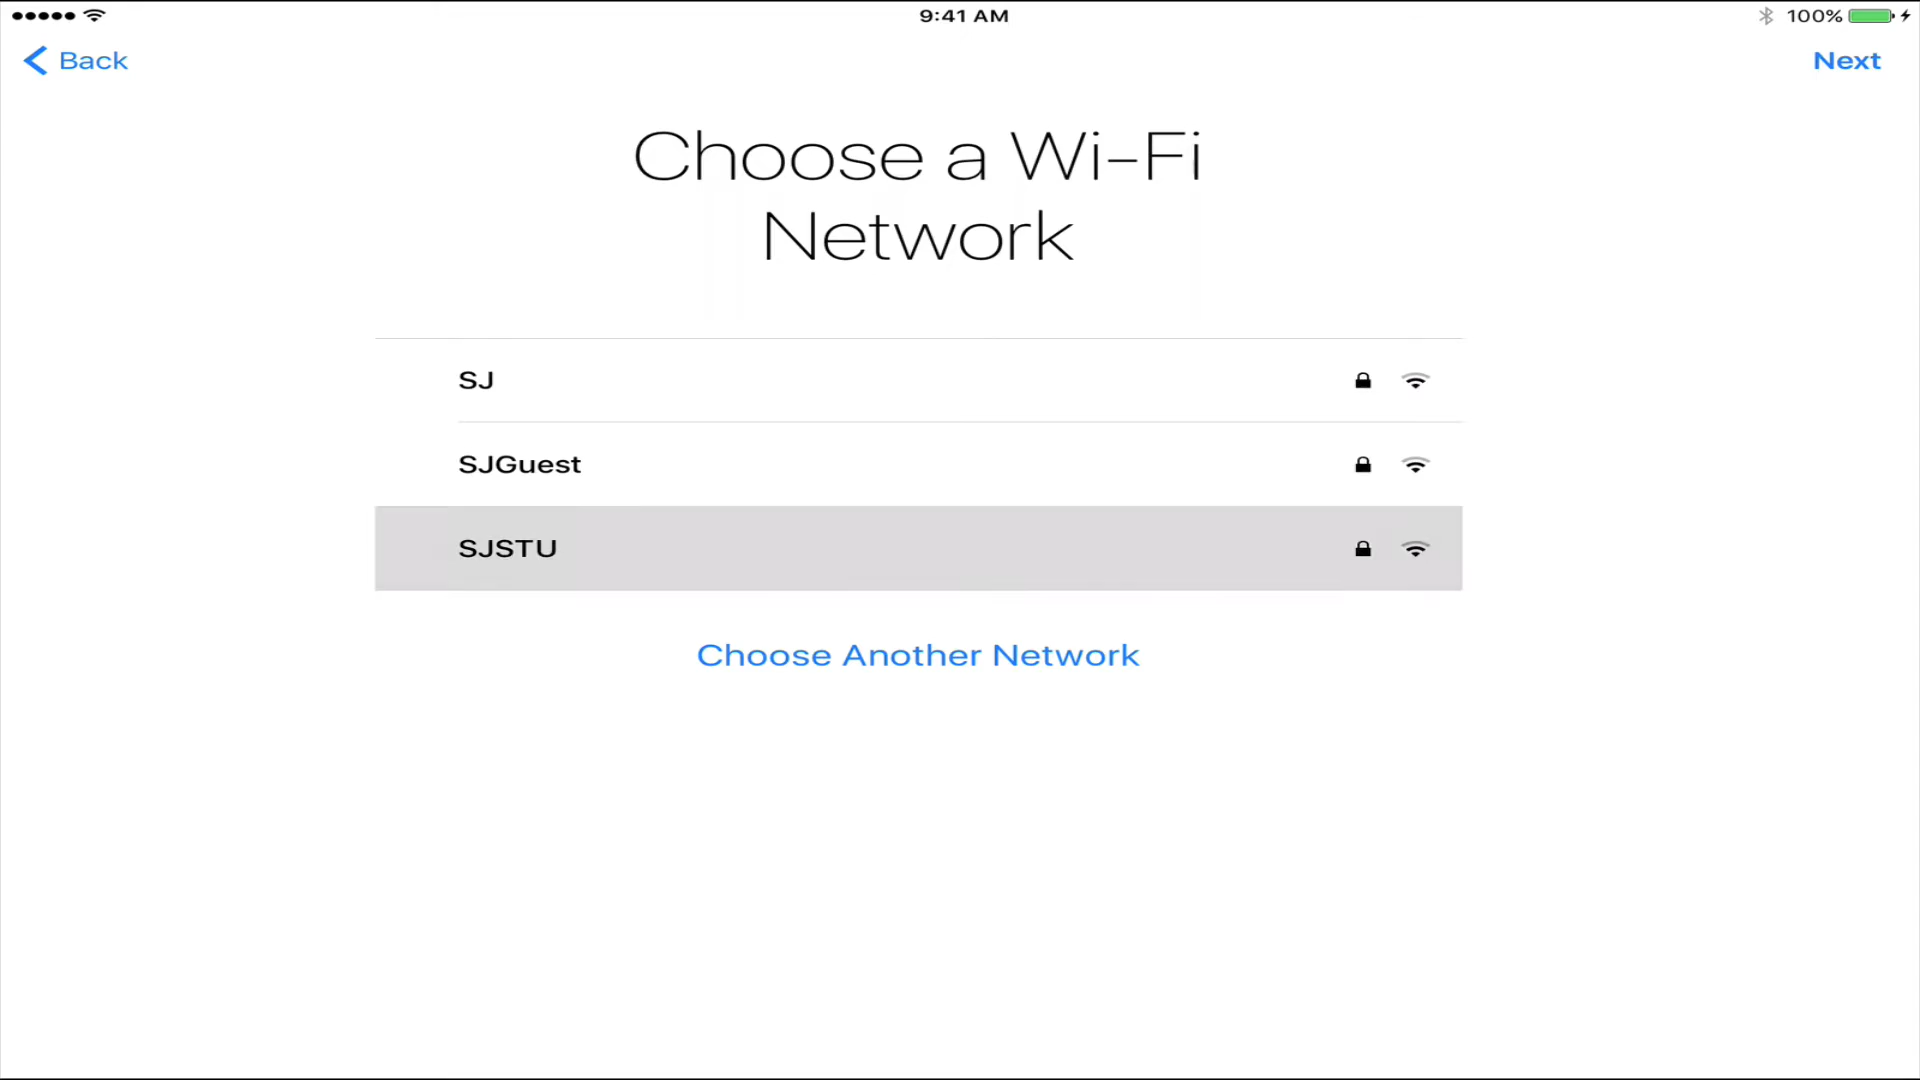 9:41 AM
100%
Back
Next
Choose a Wi-Fi
Network
SJ
SJGuest
SJSTU
Choose Another Network